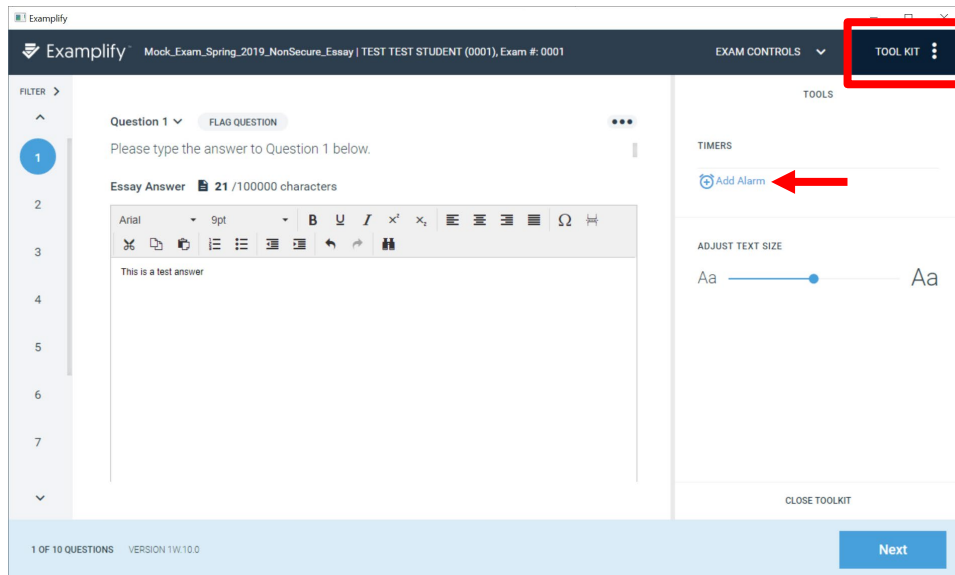 Examplify
Examplify Mock_Exam_Spring_2019_NonSecure_Essay | TEST TEST STUDENT (0001), Exam #: 0001 EXAM CONTROLS TOOL KIT
FILTER
1
2
3
4
5
6
7
Question 1 FLAG QUESTION
Please type the answer to Question 1 below.
Essay Answer 21 /100000 characters
Arial 9pt B U I x² x₂ Ω
This is a test answer
TOOLS
TIMERS
Add Alarm
ADJUST TEXT SIZE
Aa Aa
CLOSE TOOLKIT
1 OF 10 QUESTIONS VERSION 1W.10.0
Next